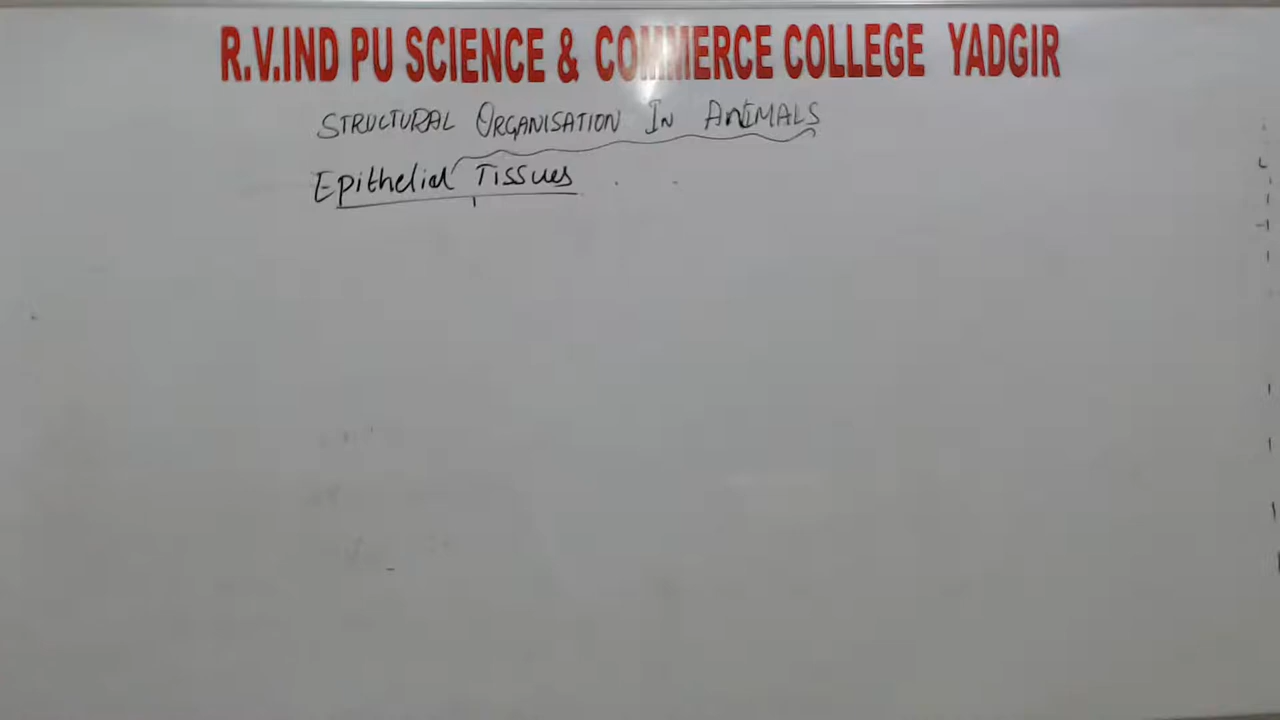 R.V.IND PU SCIENCE & COMMERCE COLLEGE YADGIR
STRUCTURAL ORGANISATION IN ANIMALS
Epithelial Tissues